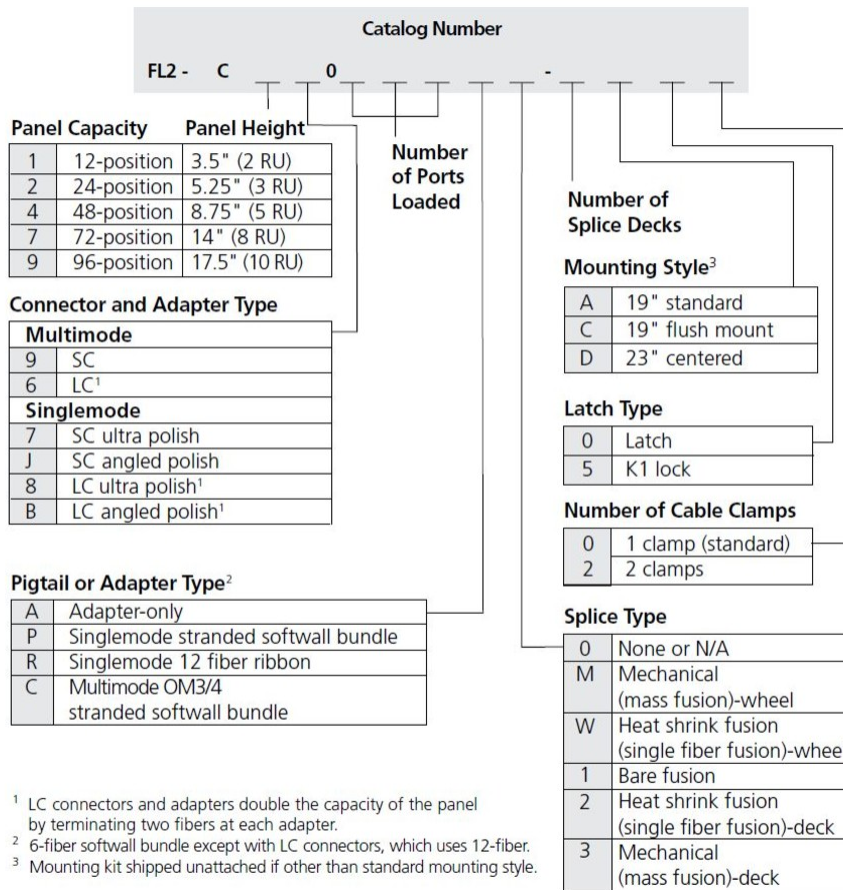 Catalog Number
FL2 - C _ _ 0 _ _ _ _ _ - _ _ _ _
Panel Capacity Panel Height
1 12-position 3.5" (2 RU)
2 24-position 5.25" (3 RU)
4 48-position 8.75" (5 RU)
7 72-position 14" (8 RU)
9 96-position 17.5" (10 RU)
Number
of Ports
Loaded
Connector and Adapter Type
Multimode
9 SC
6 LC¹
Singlemode
7 SC ultra polish
J SC angled polish
8 LC ultra polish¹
B LC angled polish¹
Pigtail or Adapter Type²
A Adapter-only
P Singlemode stranded softwall bundle
R Singlemode 12 fiber ribbon
C Multimode OM3/4
stranded softwall bundle
Number of
Splice Decks
Mounting Style³
A 19" standard
C 19" flush mount
D 23" centered
Latch Type
0 Latch
5 K1 lock
Number of Cable Clamps
0 1 clamp (standard)
2 2 clamps
Splice Type
0 None or N/A
M Mechanical
(mass fusion)-wheel
W Heat shrink fusion
(single fiber fusion)-whee
1 Bare fusion
2 Heat shrink fusion
(single fiber fusion)-deck
3 Mechanical
(mass fusion)-deck
¹ LC connectors and adapters double the capacity of the panel
by terminating two fibers at each adapter.
² 6-fiber softwall bundle except with LC connectors, which uses 12-fiber.
³ Mounting kit shipped unattached if other than standard mounting style.